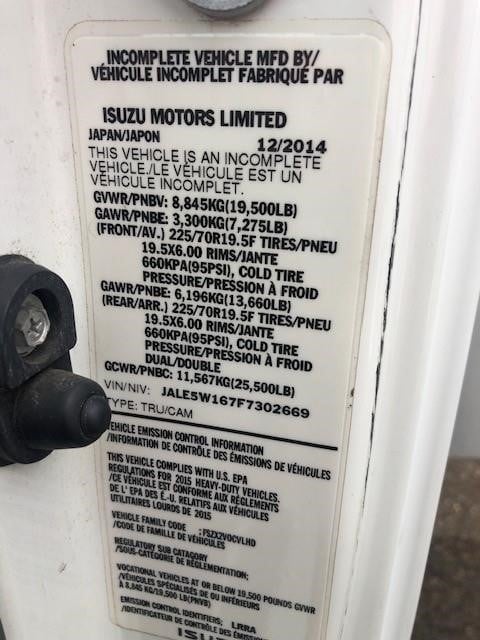 INCOMPLETE VEHICLE MFD BY/
VÉHICULE INCOMPLET FABRIQUÉ PAR
ISUZU MOTORS LIMITED
JAPAN/JAPON 12/2014
THIS VEHICLE IS AN INCOMPLETE
VEHICLE./LE VÉHICULE EST UN
VÉHICULE INCOMPLET.
GVWR/PNBV: 8,845KG(19,500LB)
GAWR/PNBE: 3,300KG(7,275LB)
(FRONT/AV.) 225/70R19.5F TIRES/PNEU
19.5X6.00 RIMS/JANTE
660KPA(95PSI), COLD TIRE
PRESSURE/PRESSION À FROID
GAWR/PNBE: 6,196KG(13,660LB)
(REAR/ARR.) 225/70R19.5F TIRES/PNEU
19.5X6.00 RIMS/JANTE
660KPA(95PSI), COLD TIRE
PRESSURE/PRESSION À FROID
DUAL/DOUBLE
GCWR/PNBC: 11,567KG(25,500LB)
VIN/NIV: JALE5W167F7302669
TYPE: TRU/CAM
VEHICLE EMISSION CONTROL INFORMATION
/INFORMATION DE CONTRÔLE DES ÉMISSIONS DE VÉHICULES
THIS VEHICLE COMPLIES WITH U.S. EPA
REGULATIONS FOR 2015 HEAVY-DUTY VEHICLES.
/CE VÉHICULE EST CONFORME AUX RÈGLEMENTS
DE L' EPA DES É.-U. RELATIFS AUX VÉHICULES
UTILITAIRES LOURDS DE 2015
VEHICLE FAMILY CODE : FSZX2VOCVLHD
/CODE DE FAMILLE DE VÉHICULES
REGULATORY SUB CATAGORY
/SOUS-CATÉGORIE DE RÉGLEMENTATION;
VOCATIONAL VEHICLES AT OR BELOW 19,500 POUNDS GVWR
/VÉHICULES SPÉCIALISÉS DE OU INFÉRIEURS
À 8,845 KG/19,500 LB(PNVB)
EMISSION CONTROL IDENTIFIERS; LRRA
/IDENTIFICATEUR DE CONTRÔLE DES
ISUZ